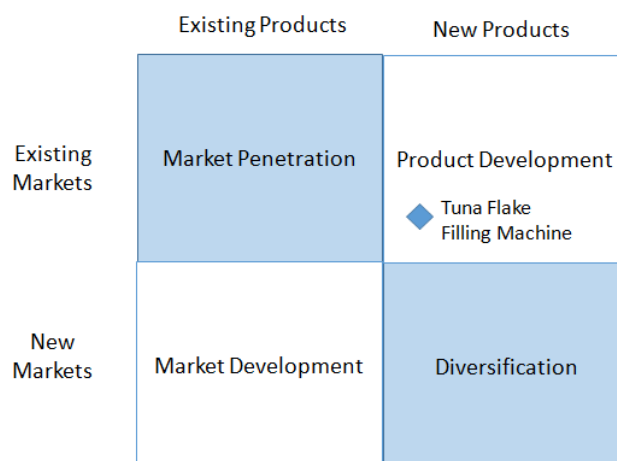 Existing Products
New Products
Existing
Markets
Market Penetration
Product Development
Tuna Flake
Filling Machine
New
Markets
Market Development
Diversification